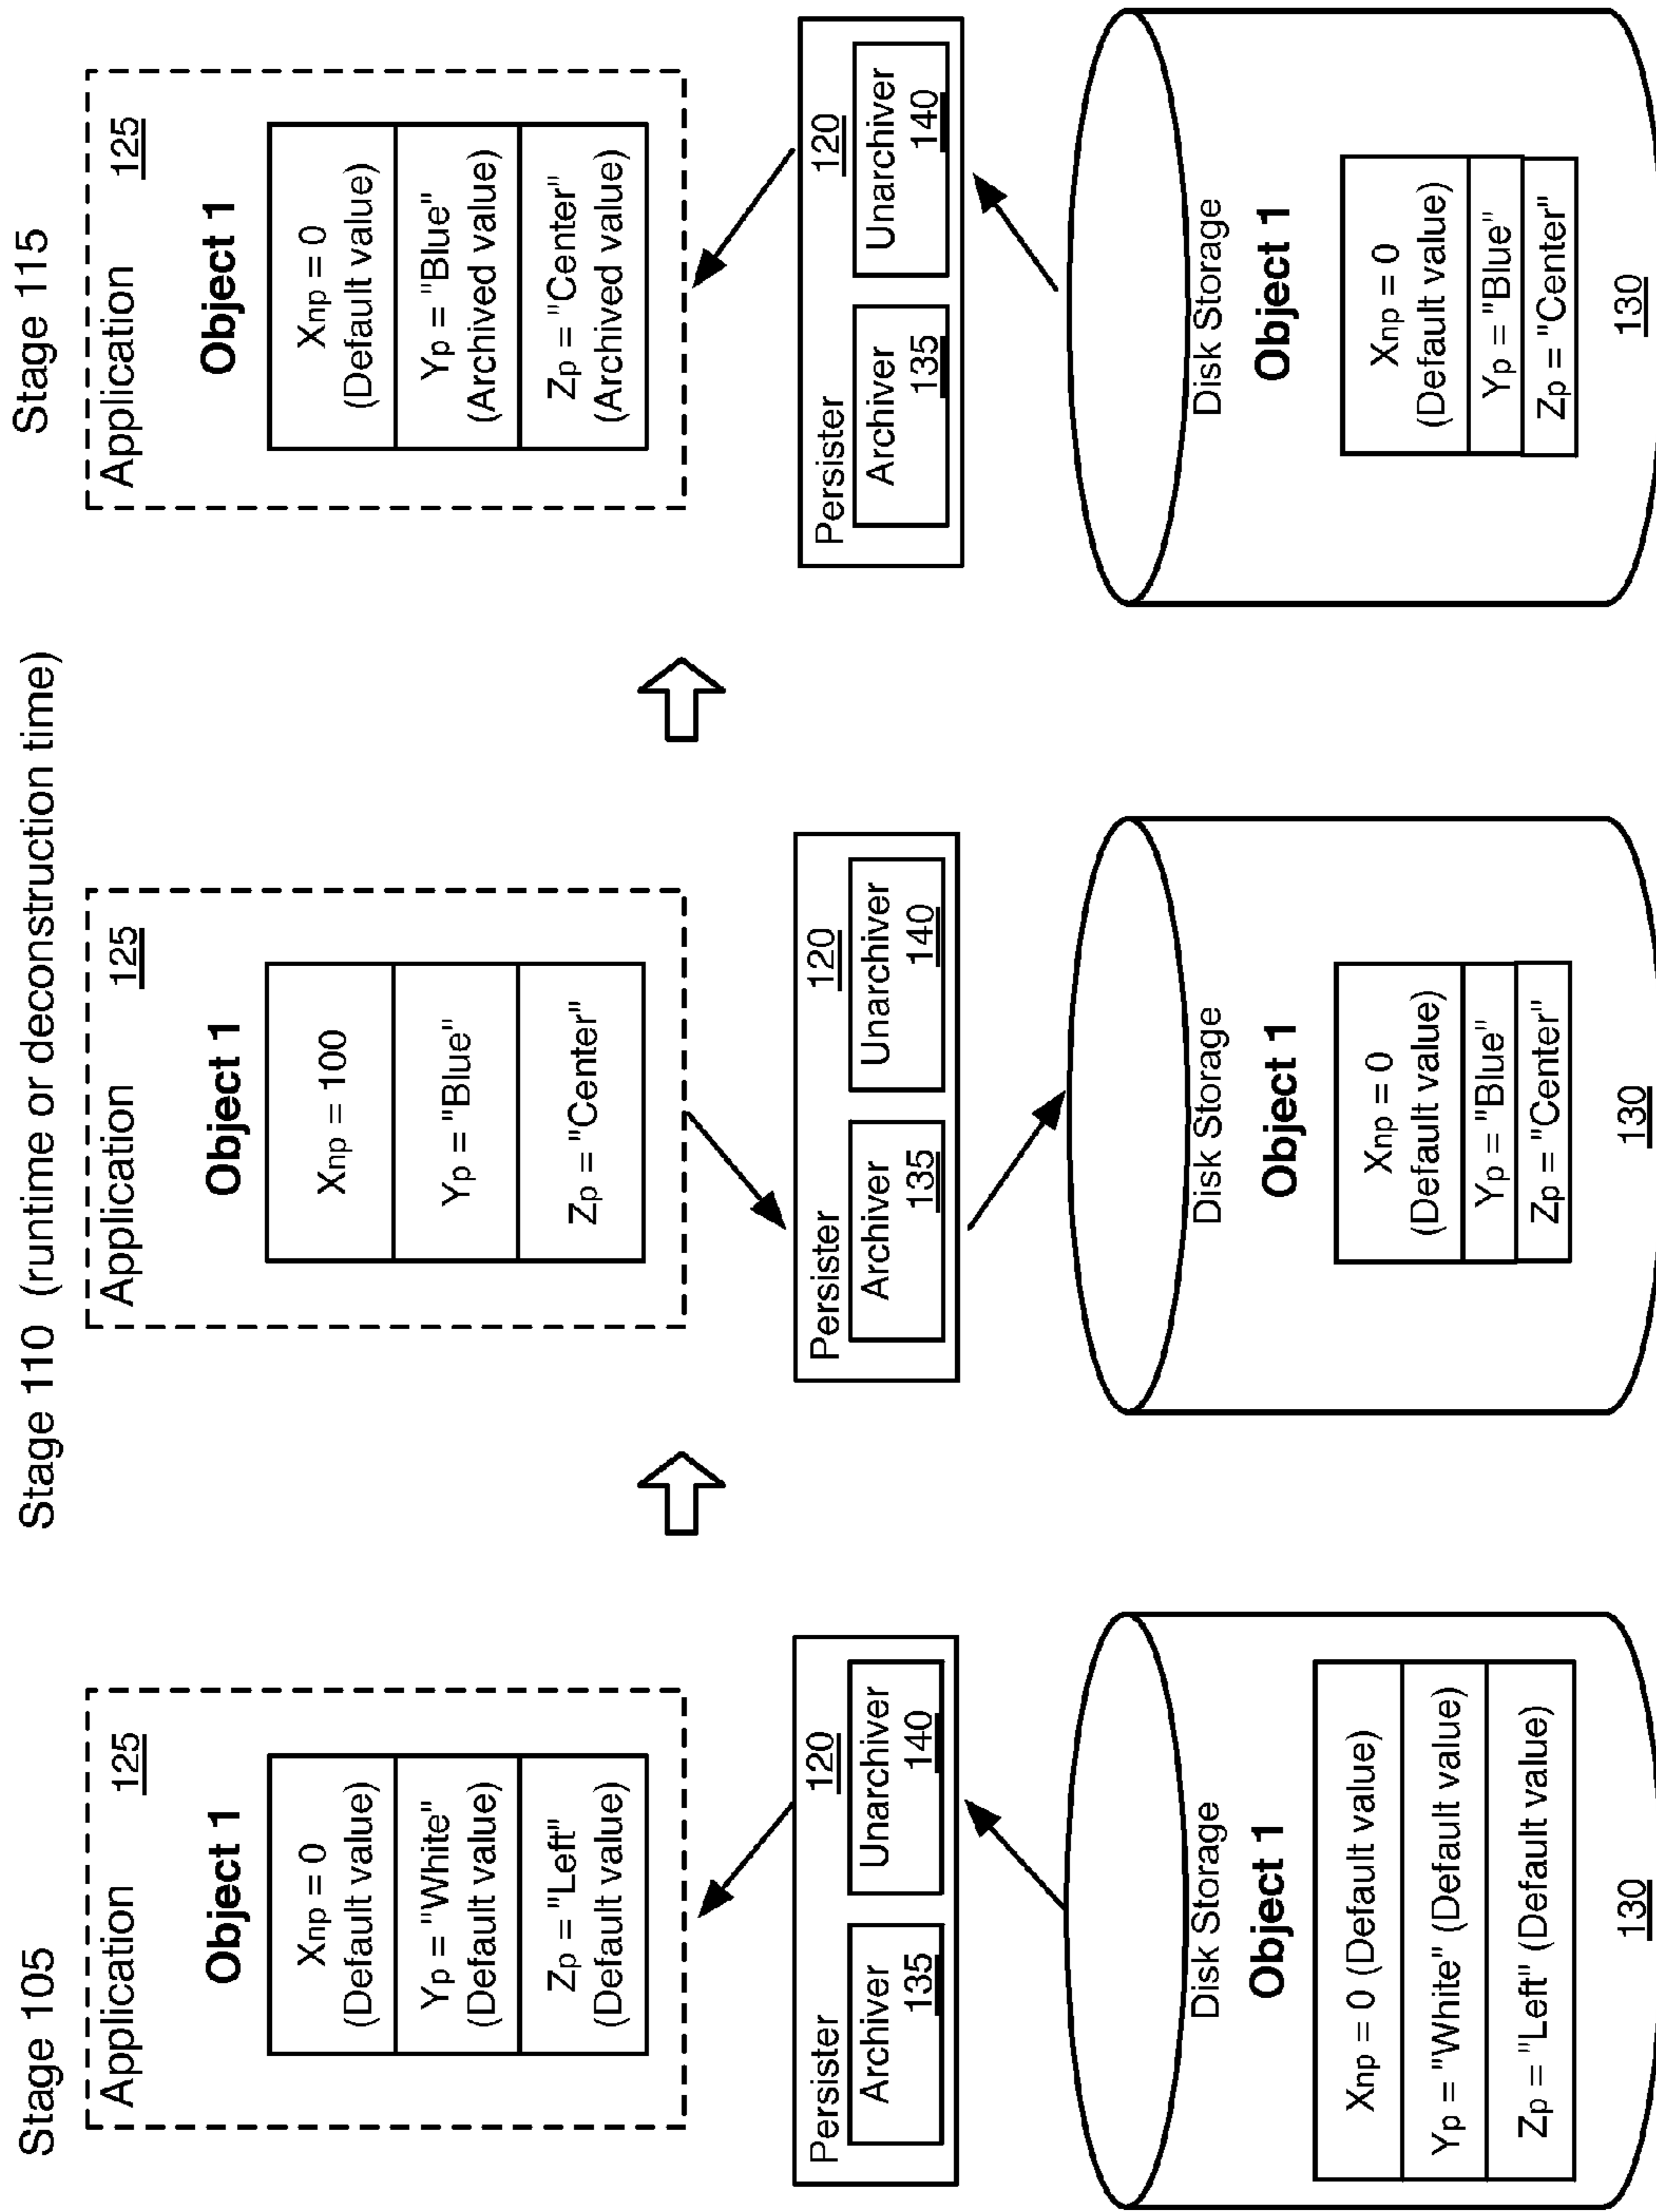 Stage 105
Application
125
Object 1
Xnp = 0
(Default value)
Yp = "White"
(Default value)
Zp = "Left"
(Default value)
Persister
120
Archiver
135
Unarchiver
140
Disk Storage
Object 1
Xnp = 0 (Default value)
Yp = "White" (Default value)
Zp = "Left" (Default value)
130
Stage 110 (runtime or deconstruction time)
Application
125
Object 1
Xnp = 100
Yp = "Blue"
Zp = "Center"
Persister
120
Archiver
135
Unarchiver
140
Disk Storage
Object 1
Xnp = 0
(Default value)
Yp = "Blue"
Zp = "Center"
130
Stage 115
Application
125
Object 1
Xnp = 0
(Default value)
Yp = "Blue"
(Archived value)
Zp = "Center"
(Archived value)
Persister
120
Archiver
135
Unarchiver
140
Disk Storage
Object 1
Xnp = 0
(Default value)
Yp = "Blue"
Zp = "Center"
130